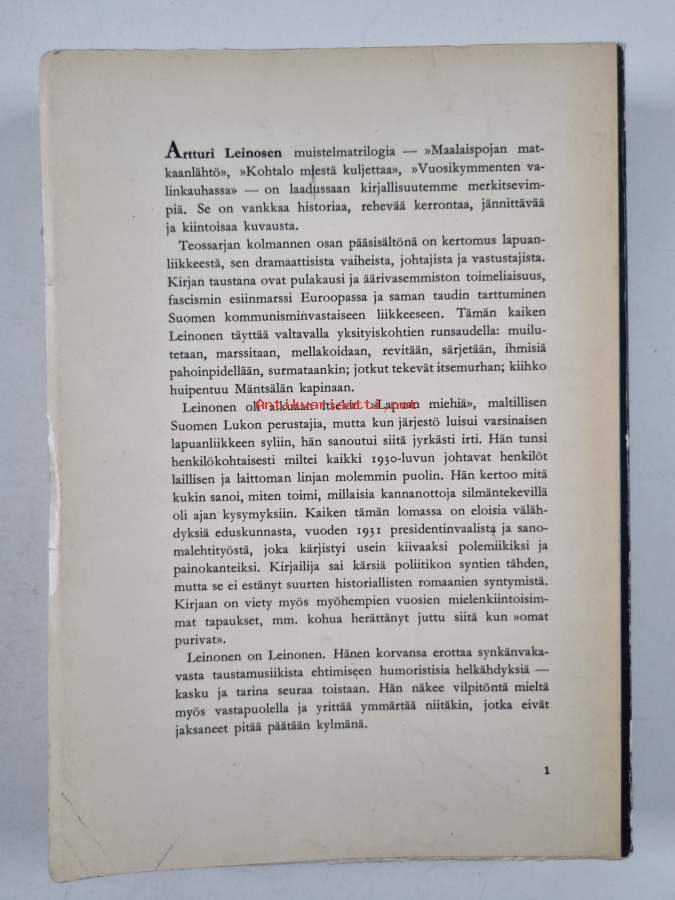 Artturi Leinosen muistelmatrilogia — »Maalaispojan mat-
kaanlähtö», »Kohtalo miestä kuljettaa», »Vuosikymmenten va-
linkauhassa» — on laadussaan kirjallisuutemme merkitsevim-
piä. Se on vankkaa historiaa, rehevää kerrontaa, jännittävää
ja kiintoisaa kuvausta.
Teossarjan kolmannen osan pääsisältönä on kertomus lapuan-
liikkeestä, sen dramaattisista vaiheista, johtajista ja vastustajista.
Kirjan taustana ovat pulakausi ja äärivasemmiston toimeliaisuus,
fascismin esiinmarssi Euroopassa ja saman taudin tarttuminen
Suomen kommunisminvastaiseen liikkeeseen. Tämän kaiken
Leinonen täyttää valtavalla yksityiskohtien runsaudella: muilu-
tetaan, marssitaan, mellakoidaan, revitään, särjetään, ihmisiä
pahoinpidellään, surmataankin; jotkut tekevät itsemurhan; kiihko
huipentuu Mäntsälän kapinaan.
Leinonen oli alkuaan itsekin »Lapuan miehiä», maltillisen
Antikvariaatti.net
Suomen Lukon perustajia, mutta kun järjestö luisui varsinaisen
lapuanliikkeen syliin, hän sanoutui siitä jyrkästi irti. Hän tunsi
henkilökohtaisesti miltei kaikki 1930-luvun johtavat henkilöt
laillisen ja laittoman linjan molemmin puolin. Hän kertoo mitä
kukin sanoi, miten toimi, millaisia kannanottoja silmäntekevillä
oli ajan kysymyksiin. Kaiken tämän lomassa on eloisia väläh-
dyksiä eduskunnasta, vuoden 1931 presidentinvaalista ja sano-
malehtityöstä, joka kärjistyi usein kiivaaksi polemiikiksi ja
painokanteiksi. Kirjailija sai kärsiä poliitikon syntien tähden,
mutta se ei estänyt suurten historiallisten romaanien syntymistä.
Kirjaan on viety myös myöhempien vuosien mielenkiintoisim-
mat tapaukset, mm. kohua herättänyt juttu siitä kun »omat
purivat».
Leinonen on Leinonen. Hänen korvansa erottaa synkänvaka-
vasta taustamusiikista ehtimiseen humoristisia helkähdyksiä —
kasku ja tarina seuraa toistaan. Hän näkee vilpitöntä mieltä
myös vastapuolella ja yrittää ymmärtää niitäkin, jotka eivät
jaksaneet pitää päätään kylmänä.
1